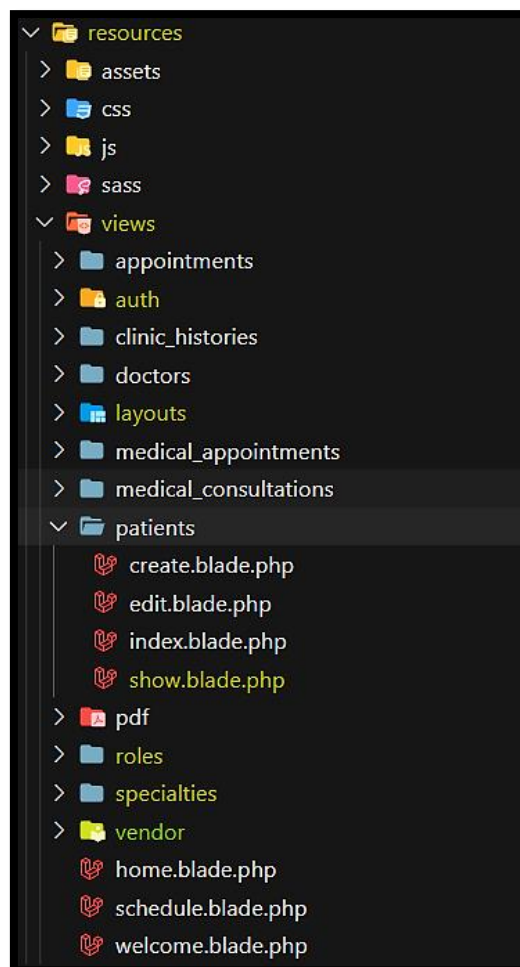 resources
assets
css
js
sass
views
appointments
auth
clinic_histories
doctors
layouts
medical_appointments
medical_consultations
patients
create.blade.php
edit.blade.php
index.blade.php
show.blade.php
pdf
roles
specialties
vendor
home.blade.php
schedule.blade.php
welcome.blade.php